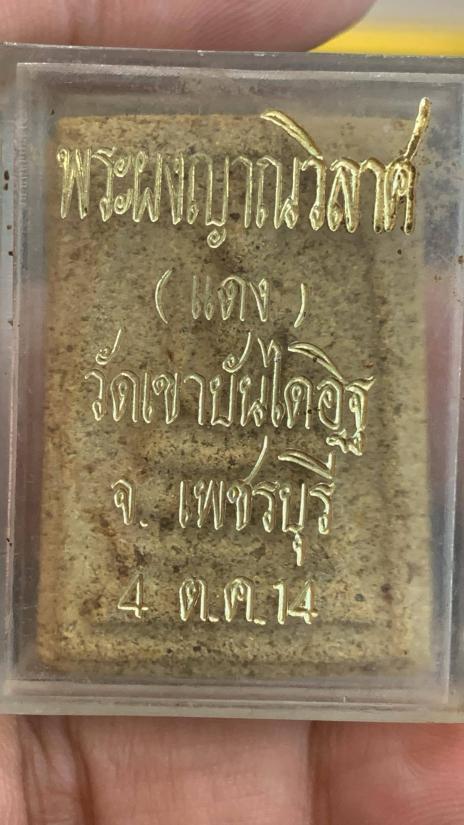 พระผงญาณวิลาศ
(แดง)
วัดเขาบันไดอิฐ
จ. เพชรบุรี
4 ต.ค.14